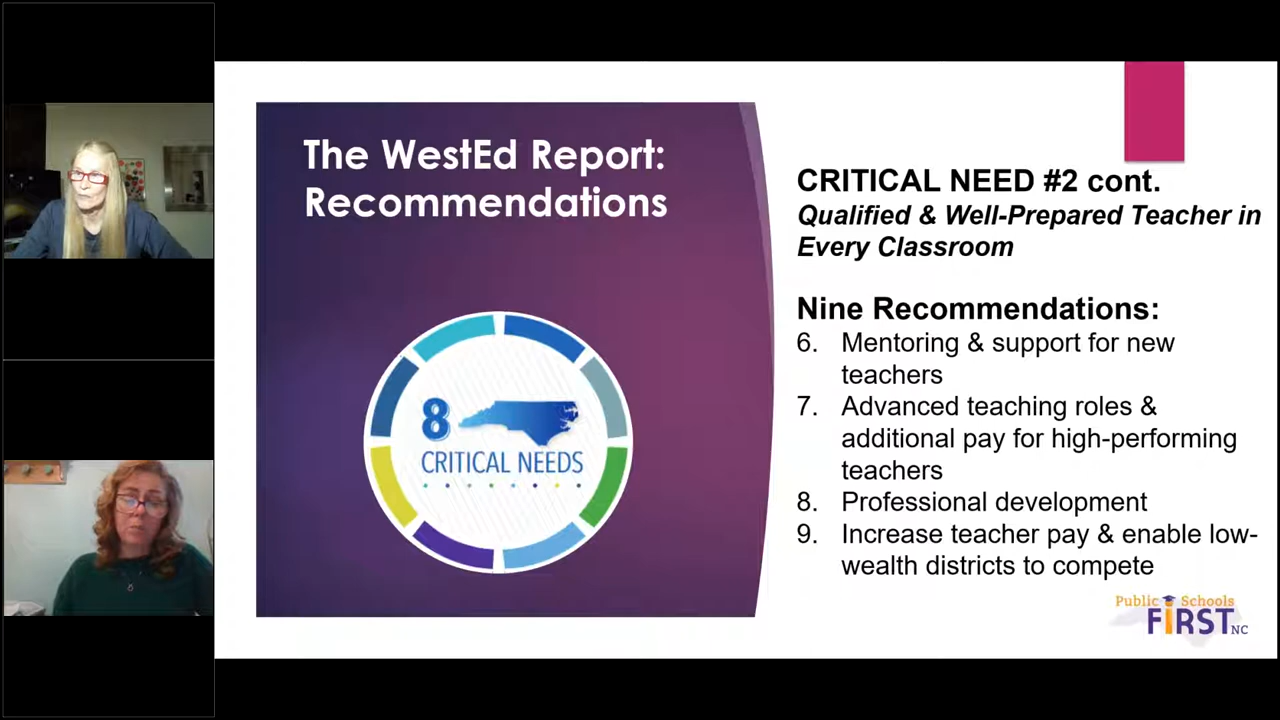 The WestEd Report:
Recommendations
8
CRITICAL NEEDS
CRITICAL NEED #2 cont.
Qualified & Well-Prepared Teacher in
Every Classroom
Nine Recommendations:
6. Mentoring & support for new
teachers
7. Advanced teaching roles &
additional pay for high-performing
teachers
8. Professional development
9. Increase teacher pay & enable low-
wealth districts to compete
Public Schools
FiRST NC